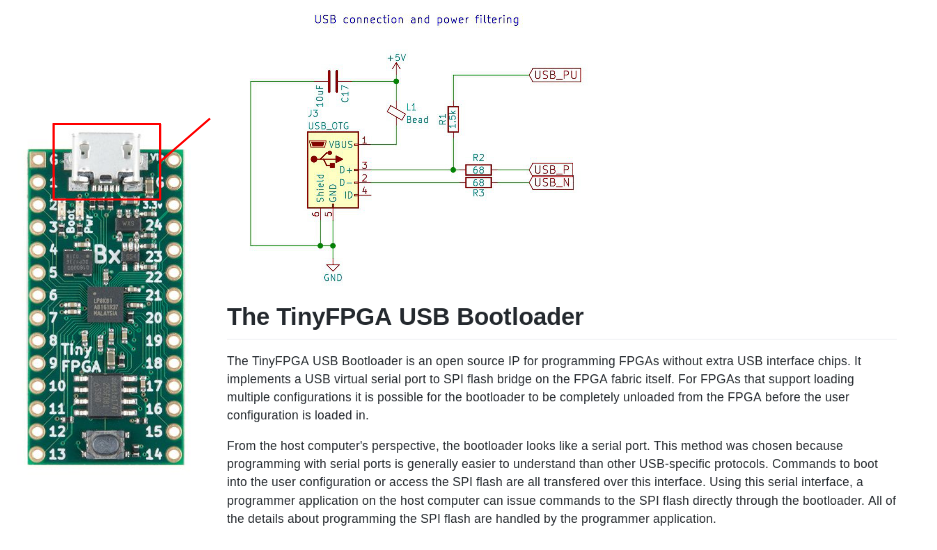 USB connection and power filtering
+5V
10uF
C17
L1
Bead
J3
USB_OTG
VBUS
1
D+
3
D-
2
ID
4
Shield
GND
6
5
GND
R1
1.5k
USB_PU
R2
68
USB_P
68
USB_N
R3
G
1
2
3
4
5
6
7
8
9
10
11
12
13
G
3.3v
24
23
22
21
20
19
18
17
16
15
14
Boot
Pwr
Bx
Tiny
FPGA
MALAYSIA
The TinyFPGA USB Bootloader
The TinyFPGA USB Bootloader is an open source IP for programming FPGAs without extra USB interface chips. It
implements a USB virtual serial port to SPI flash bridge on the FPGA fabric itself. For FPGAs that support loading
multiple configurations it is possible for the bootloader to be completely unloaded from the FPGA before the user
configuration is loaded in.
From the host computer's perspective, the bootloader looks like a serial port. This method was chosen because
programming with serial ports is generally easier to understand than other USB-specific protocols. Commands to boot
into the user configuration or access the SPI flash are all transfered over this interface. Using this serial interface, a
programmer application on the host computer can issue commands to the SPI flash directly through the bootloader. All of
the details about programming the SPI flash are handled by the programmer application.